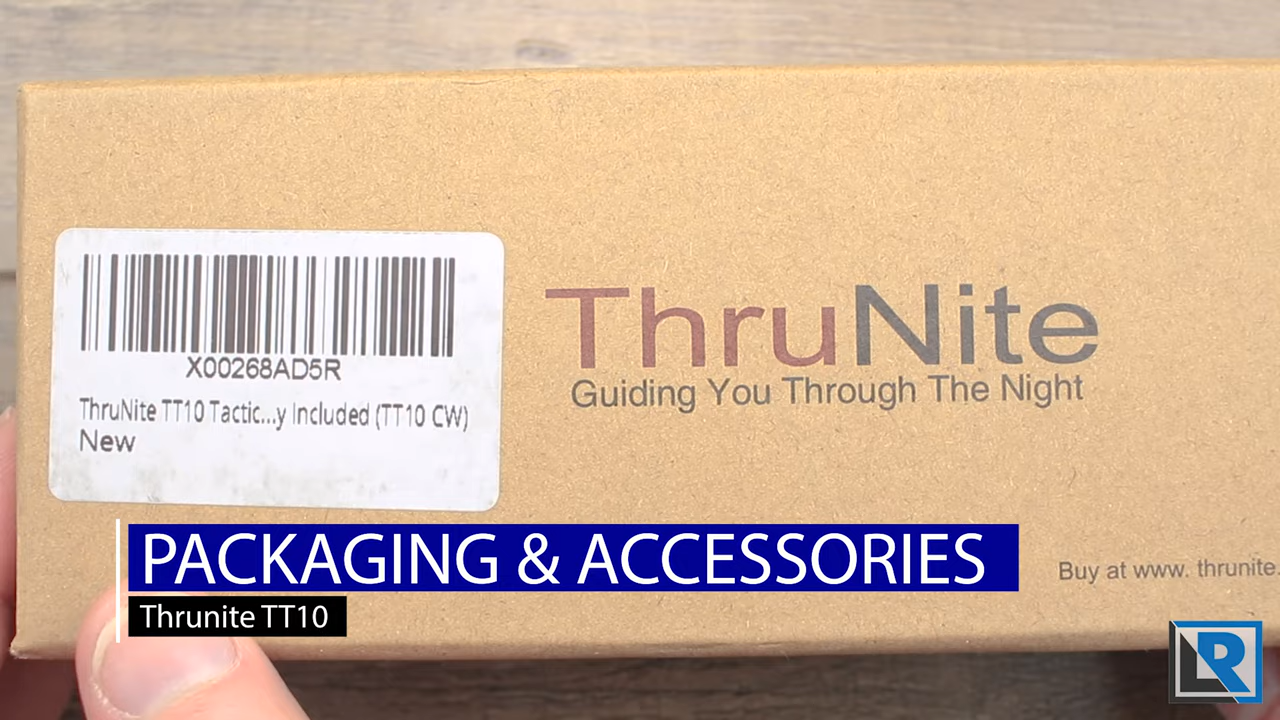 X00268AD5R
ThruNite TT10 Tactic...y Included (TT10 CW)
New
ThruNite
Guiding You Through The Night
PACKAGING & ACCESSORIES
Thrunite TT10
Buy at www. thrunite.
LR